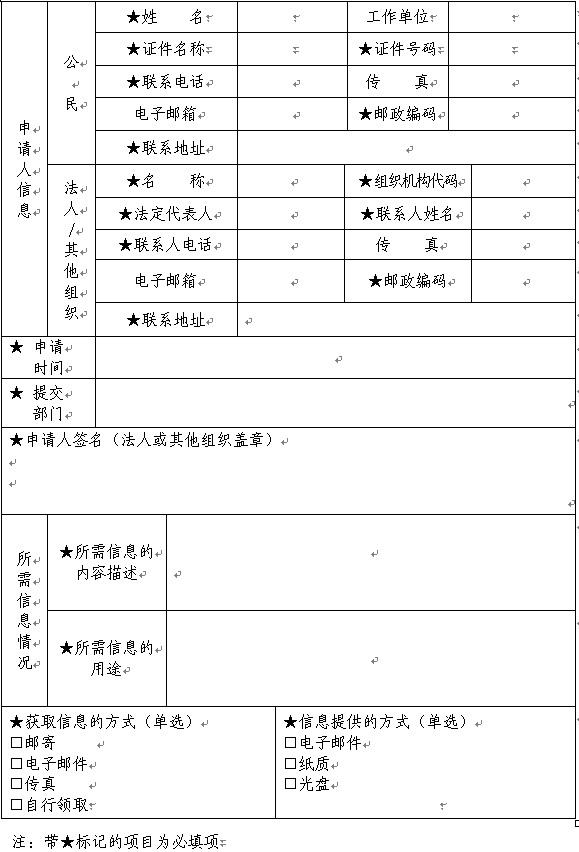 申请人信息
公民
★姓 名
工作单位
★证件名称
★证件号码
★联系电话
传 真
电子邮箱
★邮政编码
★联系地址
法人/其他组织
★名 称
★组织机构代码
★法定代表人
★联系人姓名
★联系人电话
传 真
电子邮箱
★邮政编码
★联系地址
★ 申请
时间
★ 提交
部门
★申请人签名（法人或其他组织盖章）
所需信息情况
★所需信息的
内容描述
★所需信息的
用途
★获取信息的方式（单选）
□邮寄
□电子邮件
□传真
□自行领取
★信息提供的方式（单选）
□电子邮件
□纸质
□光盘
注：带★标记的项目为必填项